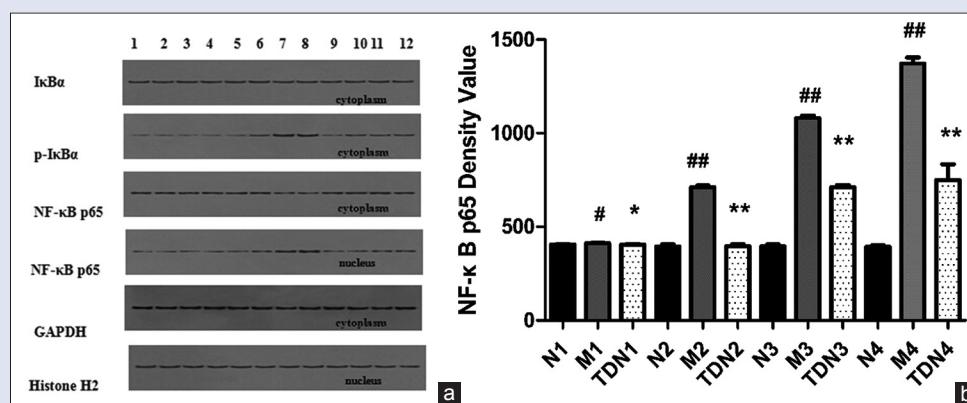 1 2 3 4 5 6 7 8 9 10 11 12
IκBα
cytoplasm
p-IκBα
cytoplasm
NF-κB p65
cytoplasm
NF-κB p65
nucleus
GAPDH
cytoplasm
Histone H2
nucleus
a
NF-κ B p65 Density Value
1500
1000
500
0
# * ## ** ## ** ## **
N1 M1 TDN1 N2 M2 TDN2 N3 M3 TDN3 N4 M4 TDN4
b